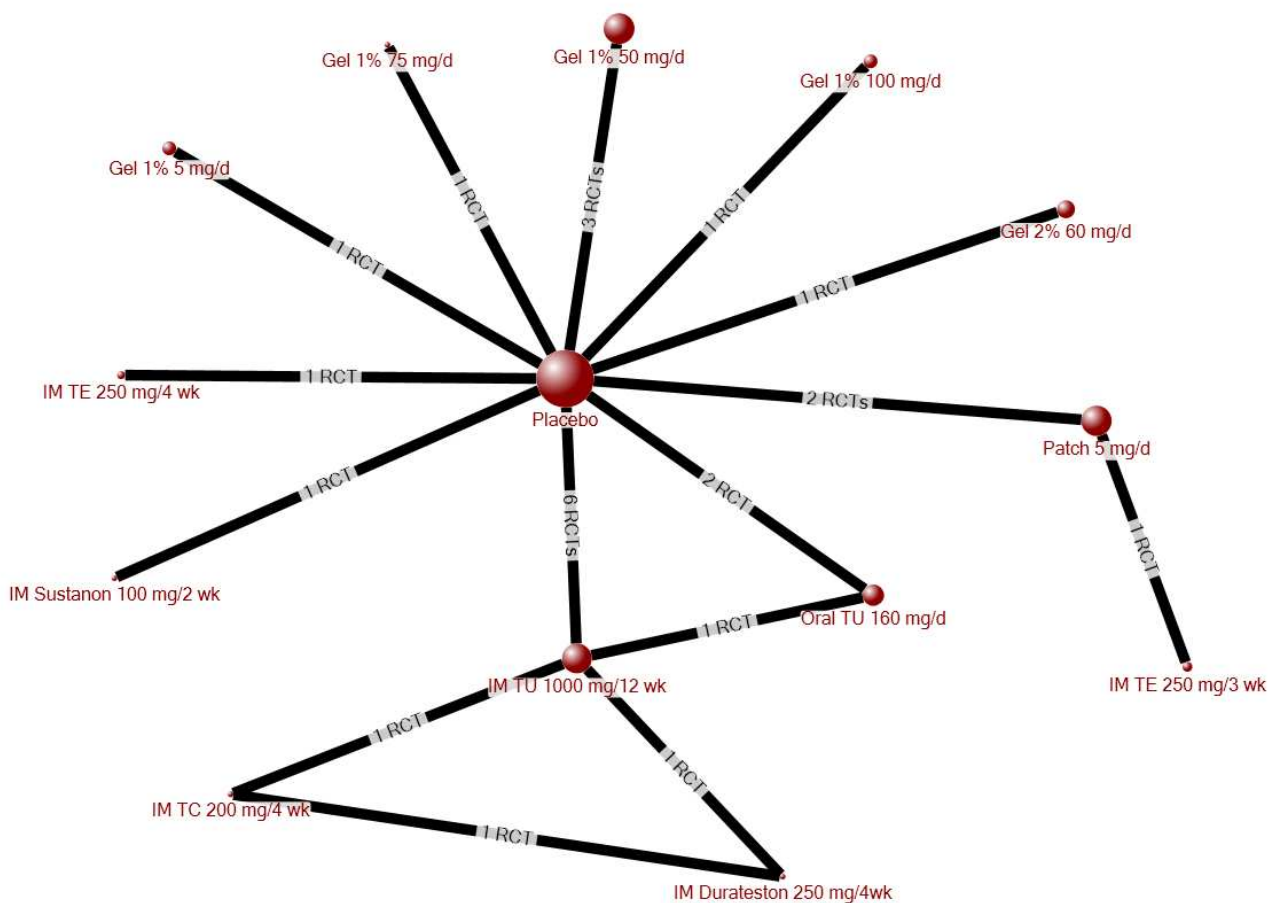 Gel 1% 75 mg/d
Gel 1% 50 mg/d
Gel 1% 100 mg/d
Gel 1% 5 mg/d
1 RCT
3 RCTs
1 RCT
Gel 2% 60 mg/d
1 RCT
1 RCT
IM TE 250 mg/4 wk
1 RCT
Placebo
2 RCTs
Patch 5 mg/d
1 RCT
6 RCTs
2 RCT
1 RCT
IM Sustanon 100 mg/2 wk
Oral TU 160 mg/d
1 RCT
IM TU 1000 mg/12 wk
IM TE 250 mg/3 wk
1 RCT
1 RCT
IM TC 200 mg/4 wk
1 RCT
IM Durateston 250 mg/4wk